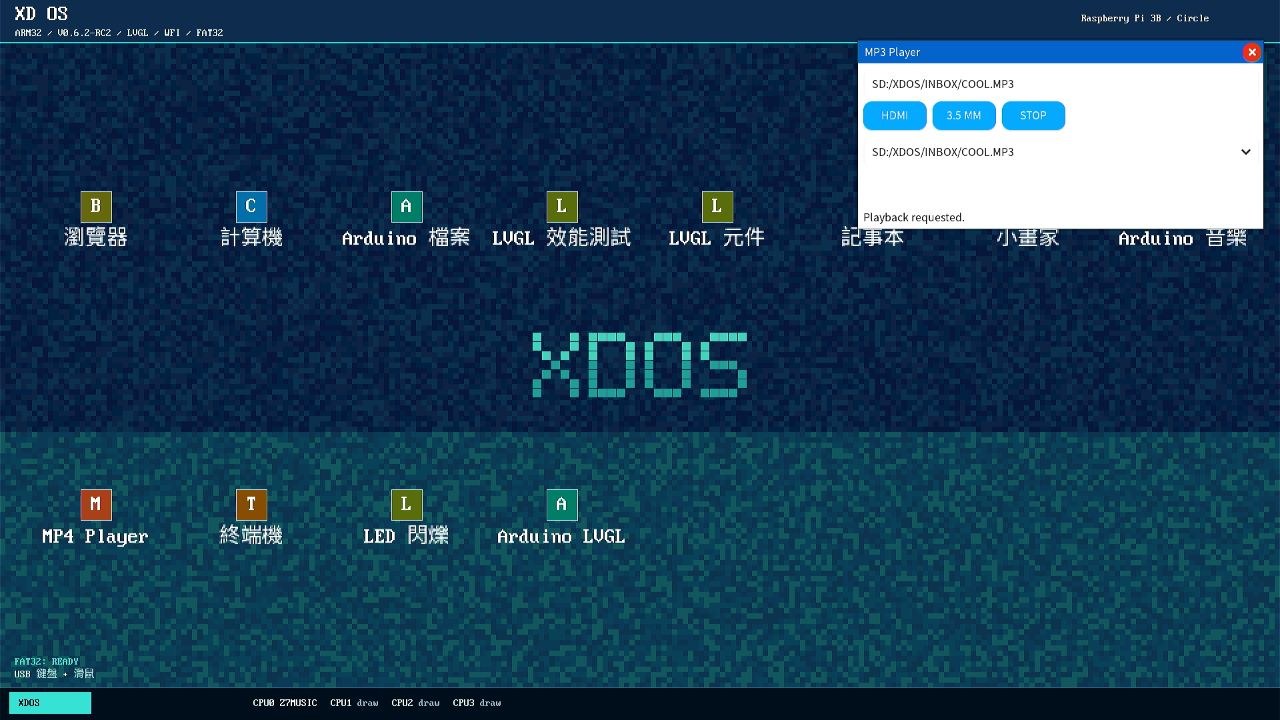 XD OS
ARM32 / V0.6.2-RC2 / LVGL / WFI / FAT32
Raspberry Pi 3B / Circle
MP3 Player
SD:/XDOS/INBOX/COOL.MP3
HDMI 3.5 MM STOP
SD:/XDOS/INBOX/COOL.MP3
Playback requested.
B C A L L
瀏覽器 計算機 Arduino 檔案 LVGL 效能測試 LVGL 元件 記事本 小畫家 Arduino 音樂
XDOS
M T L A
MP4 Player 終端機 LED 閃爍 Arduino LVGL
FAT32: READY
USB 鍵盤 + 滑鼠
XDOS CPU0 Z7MUSIC CPU1 draw CPU2 draw CPU3 draw